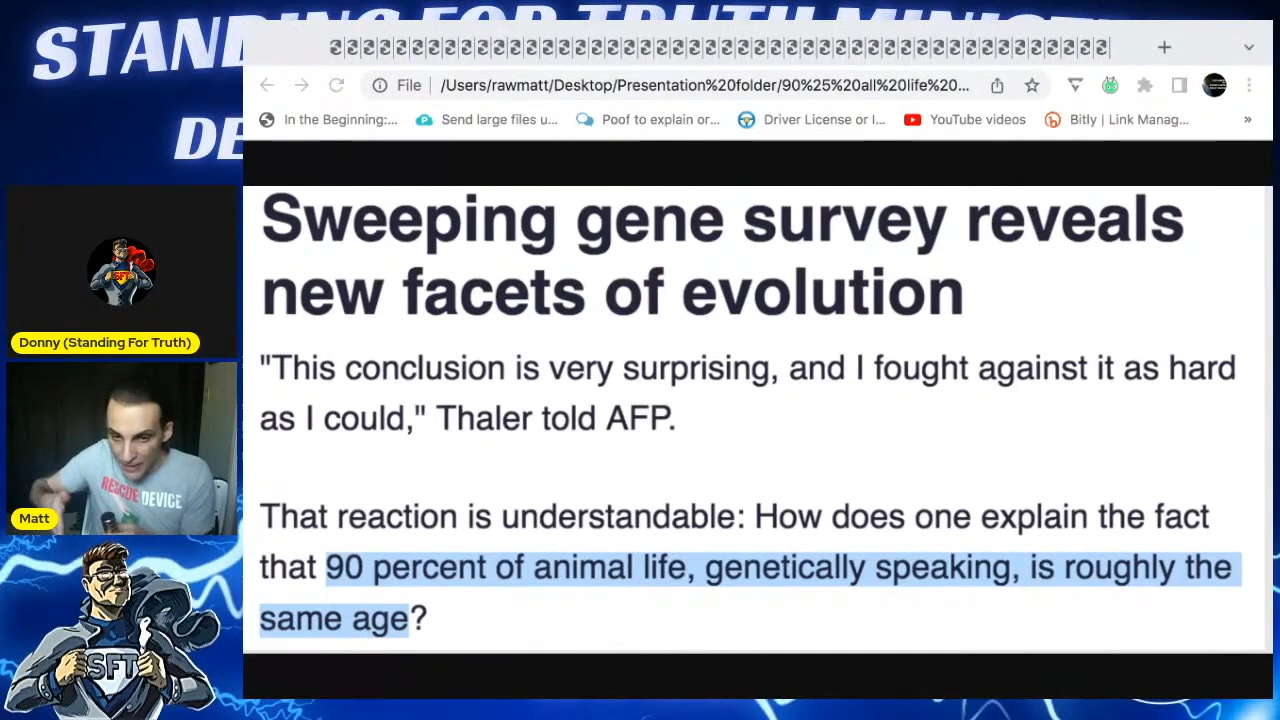 STANDING FOR TRUTH MINIST
DE
File
/Users/rawmatt/Desktop/Presentation%20folder/90%25%20all%20life%20...
In the Beginning:...
Send large files u...
Poof to explain or...
Driver License or I...
YouTube videos
Bitly | Link Manag...
»
Sweeping gene survey reveals
new facets of evolution
"This conclusion is very surprising, and I fought against it as hard
as I could," Thaler told AFP.
That reaction is understandable: How does one explain the fact
that 90 percent of animal life, genetically speaking, is roughly the
same age?
SFT
Donny (Standing For Truth)
RESCUE DEVICE
Matt
SFT